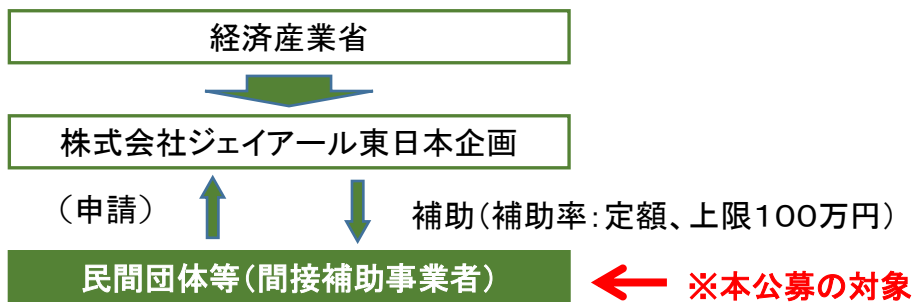 経済産業省
株式会社ジェイアール東日本企画
（申請）
補助（補助率：定額、上限１００万円）
民間団体等（間接補助事業者）
※本公募の対象